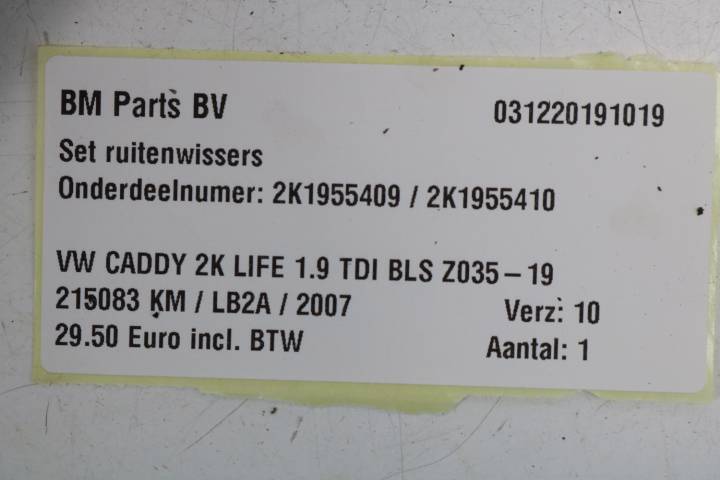 BM Parts BV 031220191019
Set ruitenwissers
Onderdeelnumer: 2K1955409 / 2K1955410
VW CADDY 2K LIFE 1.9 TDI BLS Z035-19
215083 KM / LB2A / 2007 Verz: 10
29.50 Euro incl. BTW Aantal: 1